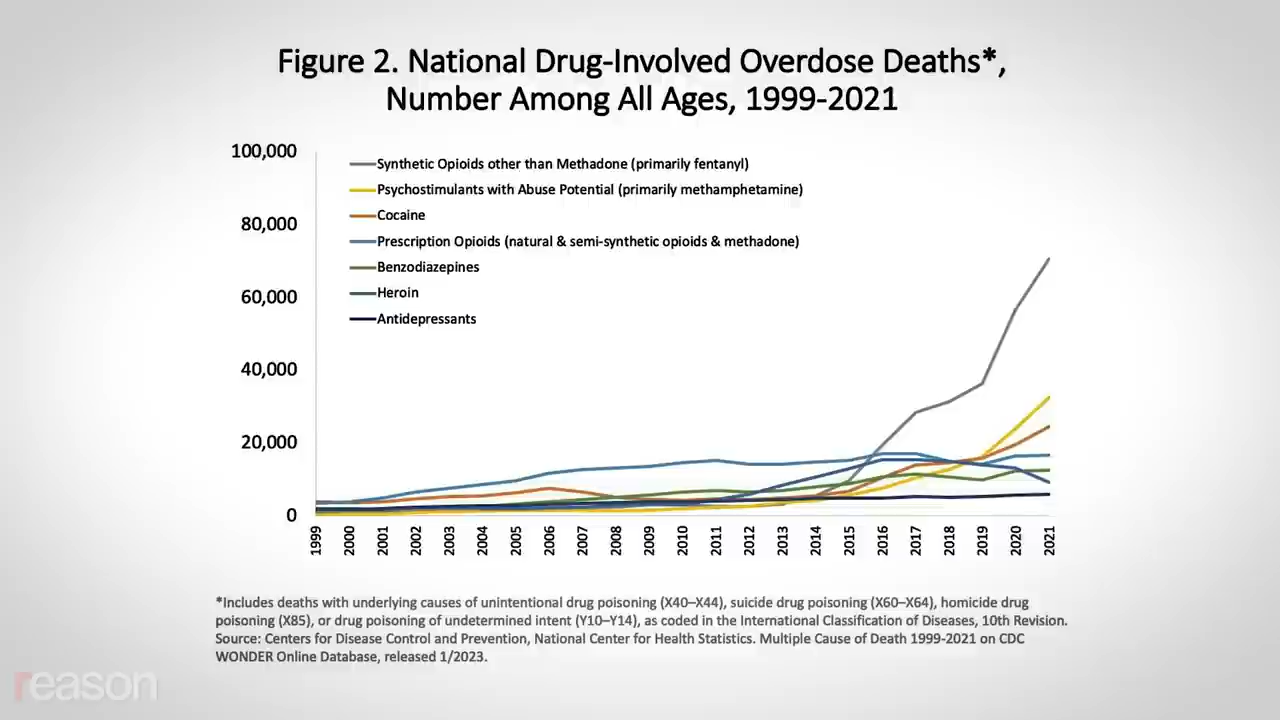 Figure 2. National Drug-Involved Overdose Deaths*,
Number Among All Ages, 1999-2021
100,000
80,000
60,000
40,000
20,000
0
Synthetic Opioids other than Methadone (primarily fentanyl)
Psychostimulants with Abuse Potential (primarily methamphetamine)
Cocaine
Prescription Opioids (natural & semi-synthetic opioids & methadone)
Benzodiazepines
Heroin
Antidepressants
1999
2000
2001
2002
2003
2004
2005
2006
2007
2008
2009
2010
2011
2012
2013
2014
2015
2016
2017
2018
2019
2020
2021
*Includes deaths with underlying causes of unintentional drug poisoning (X40–X44), suicide drug poisoning (X60–X64), homicide drug
poisoning (X85), or drug poisoning of undetermined intent (Y10–Y14), as coded in the International Classification of Diseases, 10th Revision.
Source: Centers for Disease Control and Prevention, National Center for Health Statistics. Multiple Cause of Death 1999-2021 on CDC
WONDER Online Database, released 1/2023.
reason